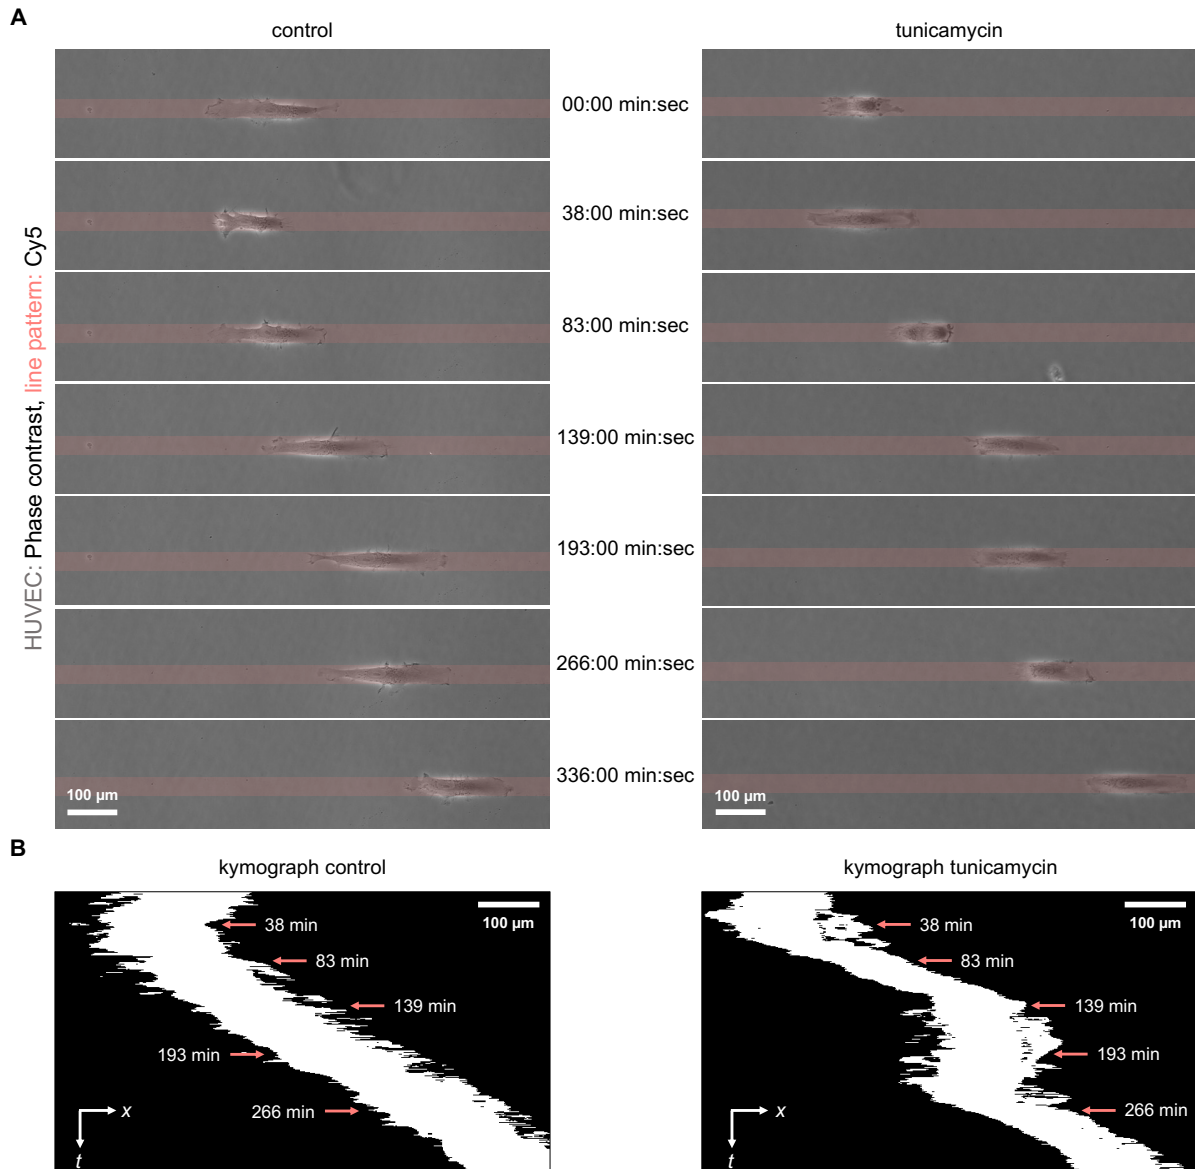 A
control
tunicamycin
HUVEC: Phase contrast, line pattern: Cy5
00:00 min:sec
38:00 min:sec
83:00 min:sec
139:00 min:sec
193:00 min:sec
266:00 min:sec
336:00 min:sec
100 µm
100 µm
B
kymograph control
kymograph tunicamycin
100 µm
38 min
83 min
139 min
193 min
266 min
x
t
100 µm
38 min
83 min
139 min
193 min
266 min
x
t